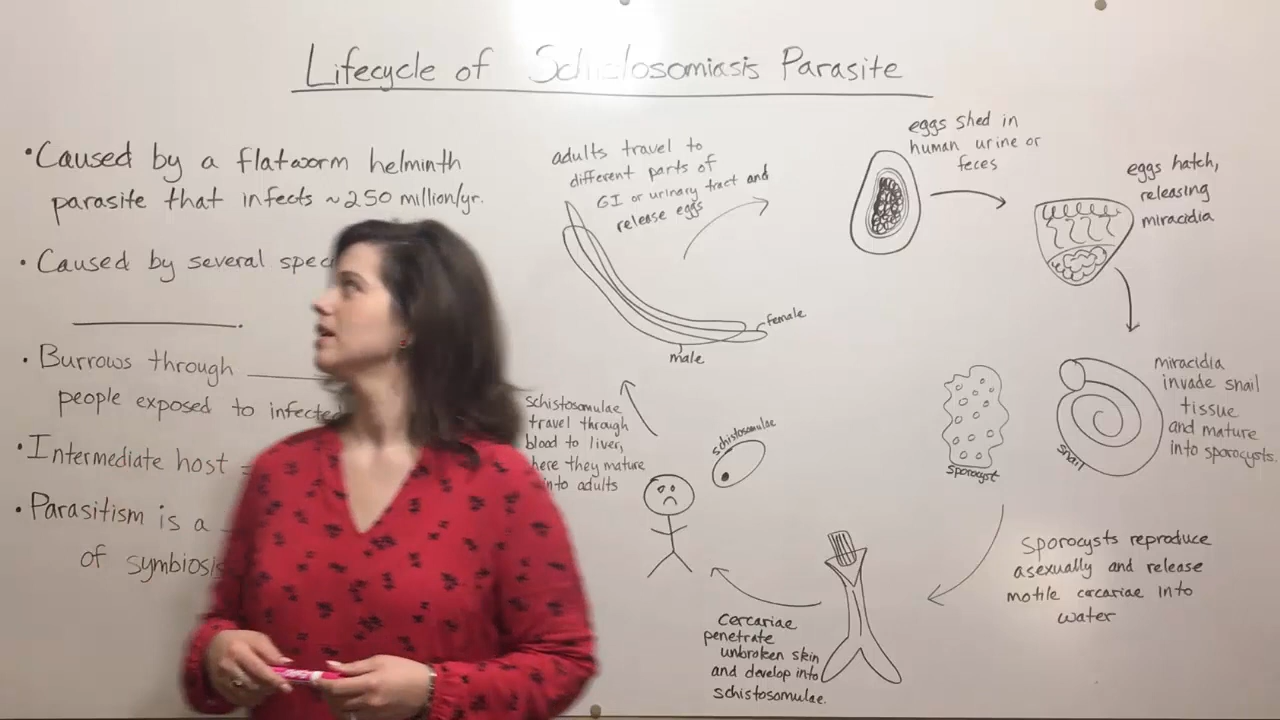 Lifecycle of Schistosomiasis Parasite
•Caused by a flatworm helminth
parasite that infects ~250 million/yr.
• Caused by several
• Burrows through
people exposed to infected
•Intermediate host =
•Parasitism is a
of symbiosis
adults travel to
different parts of
GI or urinary tract and
release eggs
female
male
eggs shed in
human urine or
feces
eggs hatch,
releasing
miracidia
miracidia
invade snail
tissue
and mature
into sporocysts.
snail
sporocyst
Sporocysts reproduce
asexually and release
motile cercariae into
water
Cercariae
penetrate
unbroken skin
and develop into
schistosomulae.
schistosomulae
Schistosomulae
travel through
blood to liver,
here they mature
into adults